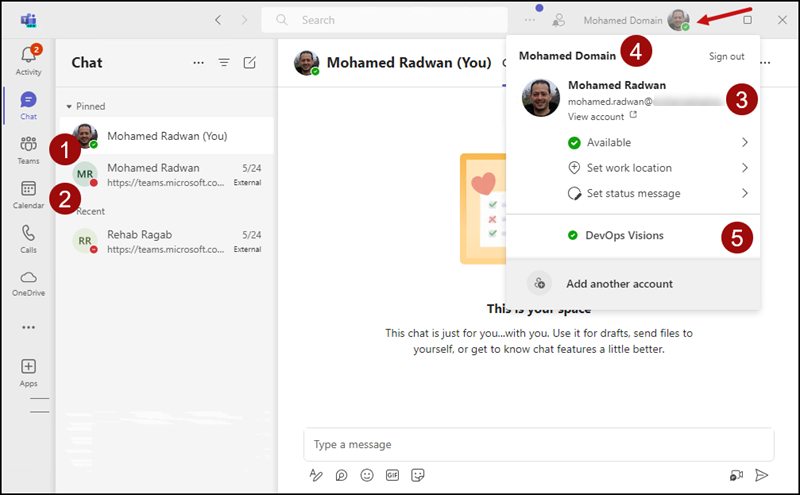 Search
Mohamed Domain
2
Activity
Chat
Teams
Calendar
Calls
OneDrive
Apps
Chat
Pinned
Mohamed Radwan (You)
1
MR
Mohamed Radwan 5/24
https://teams.microsoft.co... External
2
Recent
RR
Rehab Ragab 5/24
https://teams.microsoft.co... External
Mohamed Radwan (You)
Mohamed Domain 4 Sign out
Mohamed Radwan
mohamed.radwan@
3
View account
Available
Set work location
Set status message
DevOps Visions
5
Add another account
This is your space
This chat is just for you...with you. Use it for drafts, send files to
yourself, or get to know chat features a little better.
Type a message
GIF